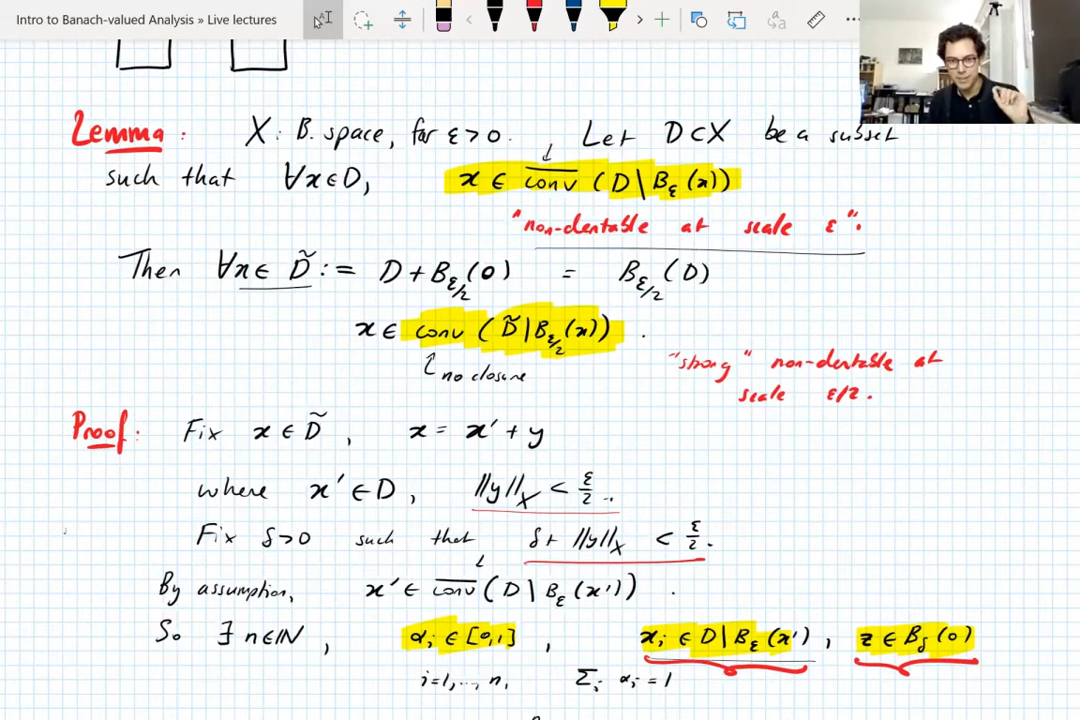 Intro to Banach-valued Analysis » Live lectures
Lemma: X: B. space, for ε>0. Let D⊂X be a subset
such that ∀x∈D, x ∈ \overline{conv} (D\B_ε(x))
"non-dentable at scale ε".
Then ∀x∈ D̃ := D+B_{ε/2}(0) = B_{ε/2}(D)
x ∈ conv (D̃\B_{ε/2}(x)).
no closure
"strong" non-dentable at
scale ε/2.
Proof: Fix x ∈ D̃, x = x' + y
where x' ∈ D, ‖y‖_X < ε/2.
Fix δ>0 such that δ+ ‖y‖_X < ε/2.
By assumption, x' ∈ \overline{conv} (D\B_ε(x')).
So ∃ n∈ℕ, α_i ∈ [0,1], x_i ∈ D\B_ε(x'), z ∈ B_δ(0)
i=1,..., n, Σ_i α_i = 1